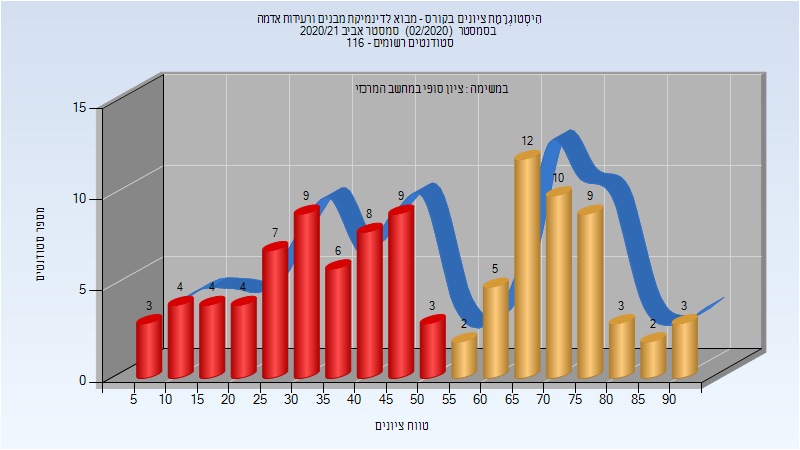 היסטוגרמת ציונים בקורס - מבוא לדינמיקת מבנים ורעידות אדמה
בסמסטר (02/2020) סמסטר אביב 2020/21
סטודנטים רשומים - 116
במשימה : ציון סופי במחשב המרכזי
מספר סטודנטים
15
10
5
0
3 4 4 4 7 9 6 8 9 3 2 5 12 10 9 3 2 3
5 10 15 20 25 30 35 40 45 50 55 60 65 70 75 80 85 90
טווח ציונים